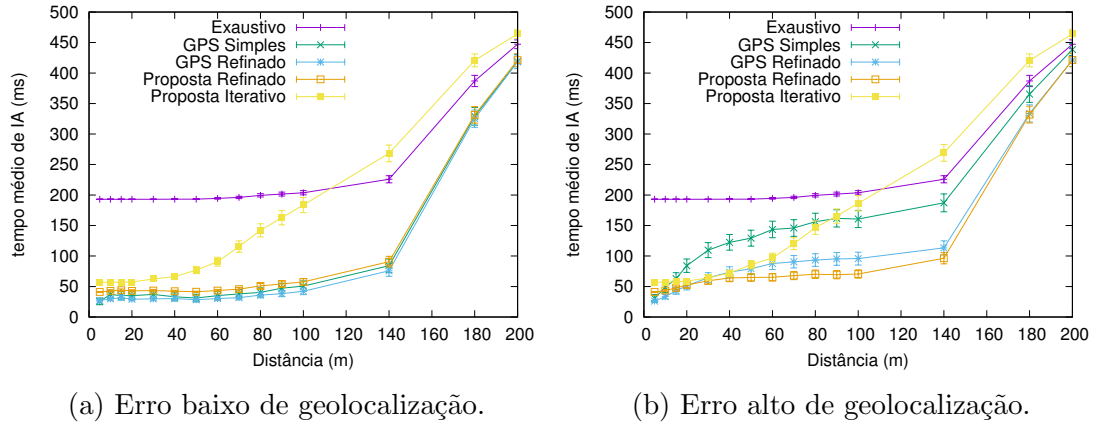 Exaustivo
GPS Simples
GPS Refinado
Proposta Refinado
Proposta Iterativo
tempo médio de IA (ms)
500
450
400
350
300
250
200
150
100
50
0
0 20 40 60 80 100 120 140 160 180 200
Distância (m)
(a) Erro baixo de geolocalização.
Exaustivo
GPS Simples
GPS Refinado
Proposta Refinado
Proposta Iterativo
tempo médio de IA (ms)
500
450
400
350
300
250
200
150
100
50
0
0 20 40 60 80 100 120 140 160 180 200
Distância (m)
(b) Erro alto de geolocalização.